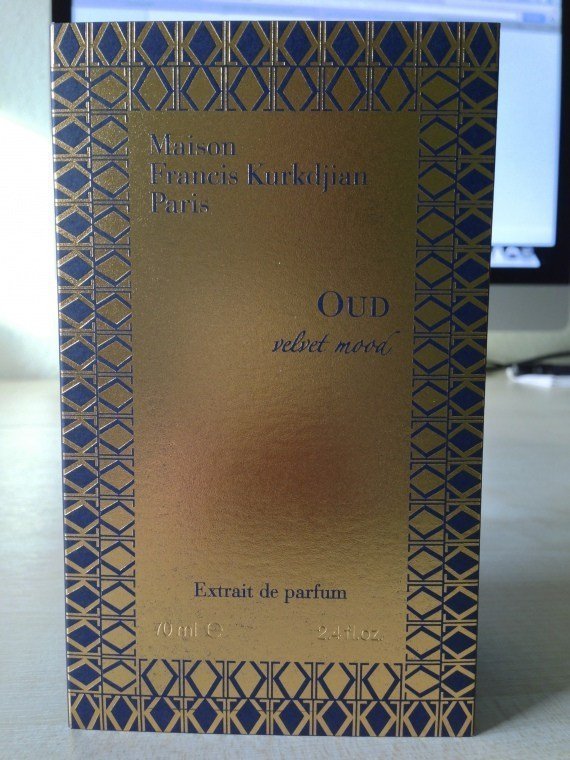 Maison
Francis Kurkdjian
Paris
OUD
velvet mood
Extrait de parfum
70 ml ℮ 2.4 fl.oz.